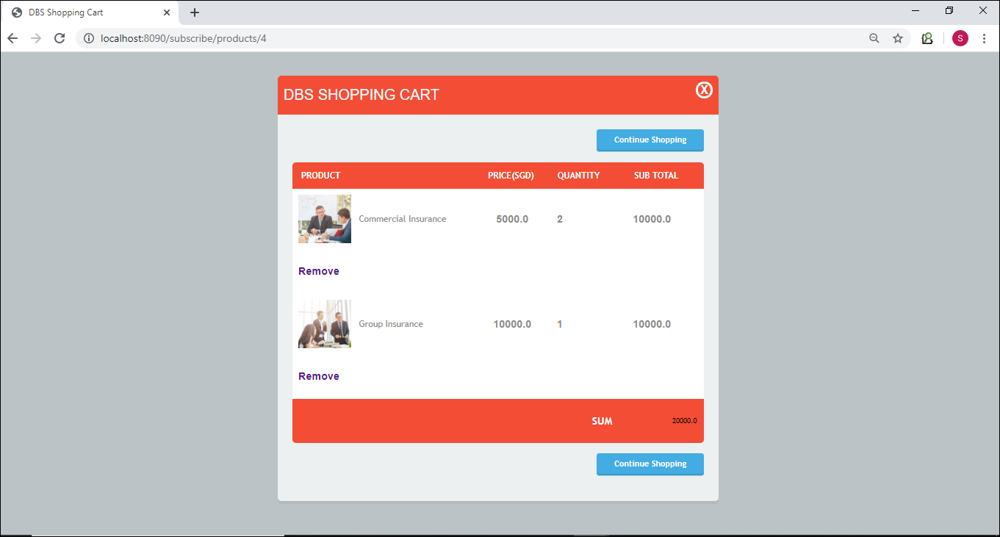 DBS Shopping Cart
localhost:8090/subscribe/products/4
S
DBS SHOPPING CART
X
Continue Shopping
PRODUCT PRICE(SGD) QUANTITY SUB TOTAL
Commercial Insurance 5000.0 2 10000.0
Remove
Group Insurance 10000.0 1 10000.0
Remove
SUM 20000.0
Continue Shopping